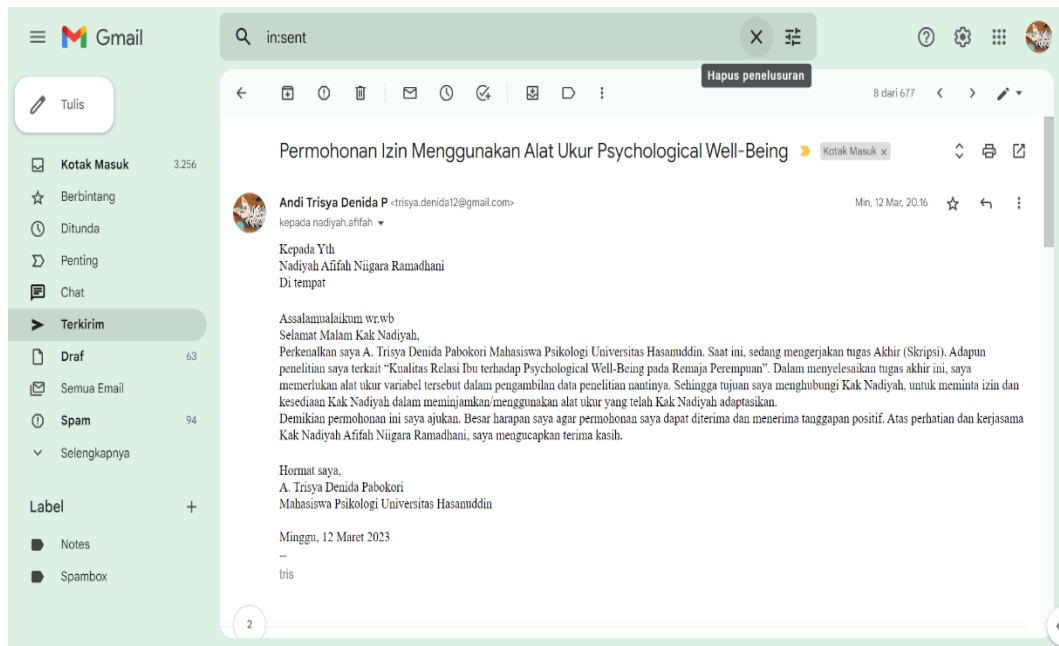 Gmail
in:sent
Hapus penelusuran
Tulis
8 dari 677
Kotak Masuk 3.256
Berbintang
Ditunda
Penting
Chat
Terkirim
Draf 63
Semua Email
Spam 94
Selengkapnya
Label +
Notes
Spambox
Permohonan Izin Menggunakan Alat Ukur Psychological Well-Being Kotak Masuk x
Andi Trisya Denida P <trisya.denida12@gmail.com> Min, 12 Mar, 20.16
kepada nadiyah.afifah
Kepada Yth
Nadiyah Afifah Niigara Ramadhani
Di tempat
Assalamualaikum wr.wb
Selamat Malam Kak Nadiyah,
Perkenalkan saya A. Trisya Denida Pabokori Mahasiswa Psikologi Universitas Hasanuddin. Saat ini, sedang mengerjakan tugas Akhir (Skripsi). Adapun
penelitian saya terkait “Kualitas Relasi Ibu terhadap Psychological Well-Being pada Remaja Perempuan”. Dalam menyelesaikan tugas akhir ini, saya
memerlukan alat ukur variabel tersebut dalam pengambilan data penelitian nantinya. Sehingga tujuan saya menghubungi Kak Nadiyah, untuk meminta izin dan
kesediaan Kak Nadiyah dalam meminjamkan/menggunakan alat ukur yang telah Kak Nadiyah adaptasikan.
Demikian permohonan ini saya ajukan. Besar harapan saya agar permohonan saya dapat diterima dan menerima tanggapan positif. Atas perhatian dan kerjasama
Kak Nadiyah Afifah Niigara Ramadhani, saya mengucapkan terima kasih.
Hormat saya,
A. Trisya Denida Pabokori
Mahasiswa Psikologi Universitas Hasanuddin
Minggu, 12 Maret 2023
--
tris
2